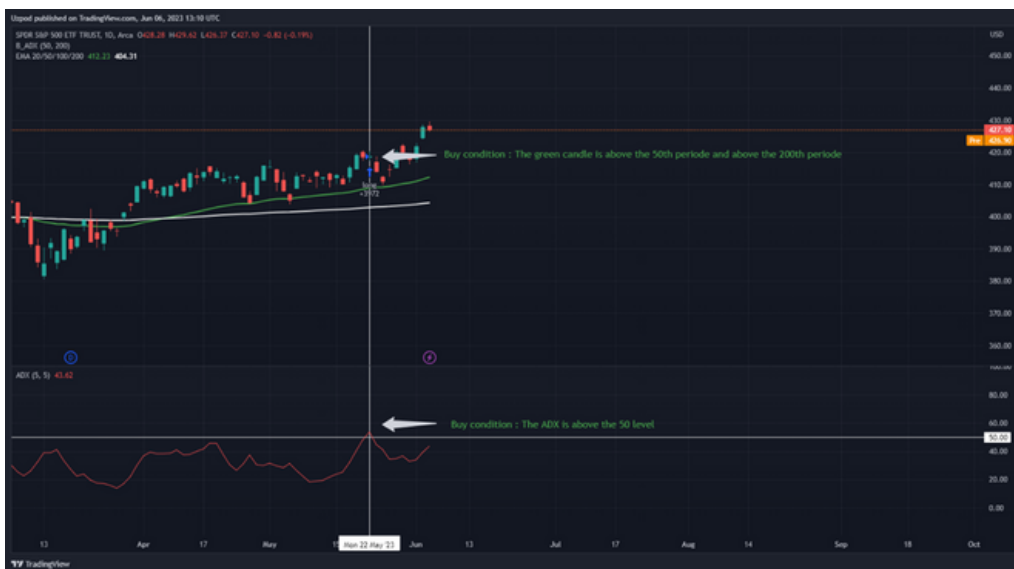 Uzpod published on TradingView.com, Jun 06, 2023 13:10 UTC
SPDR S&P 500 ETF TRUST, 1D, Arca O428.28 H429.62 L426.37 C427.10 -0.82 (-0.19%)
B_ADX (50, 200)
EMA 20/50/100/200 412.23 404.31
USD
450.00
440.00
430.00
427.10
Pre 426.90
420.00
410.00
400.00
390.00
380.00
370.00
360.00
Buy condition : The green candle is above the 50th periode and above the 200th periode
+3972
ADX (5, 5) 43.62
100.00
80.00
60.00
50.00
40.00
20.00
0.00
Buy condition : The ADX is above the 50 level
13 Apr 17 May Mon 22 May '23 Jun 13 Jul 17 Aug 14 Sep 18 Oct
TradingView